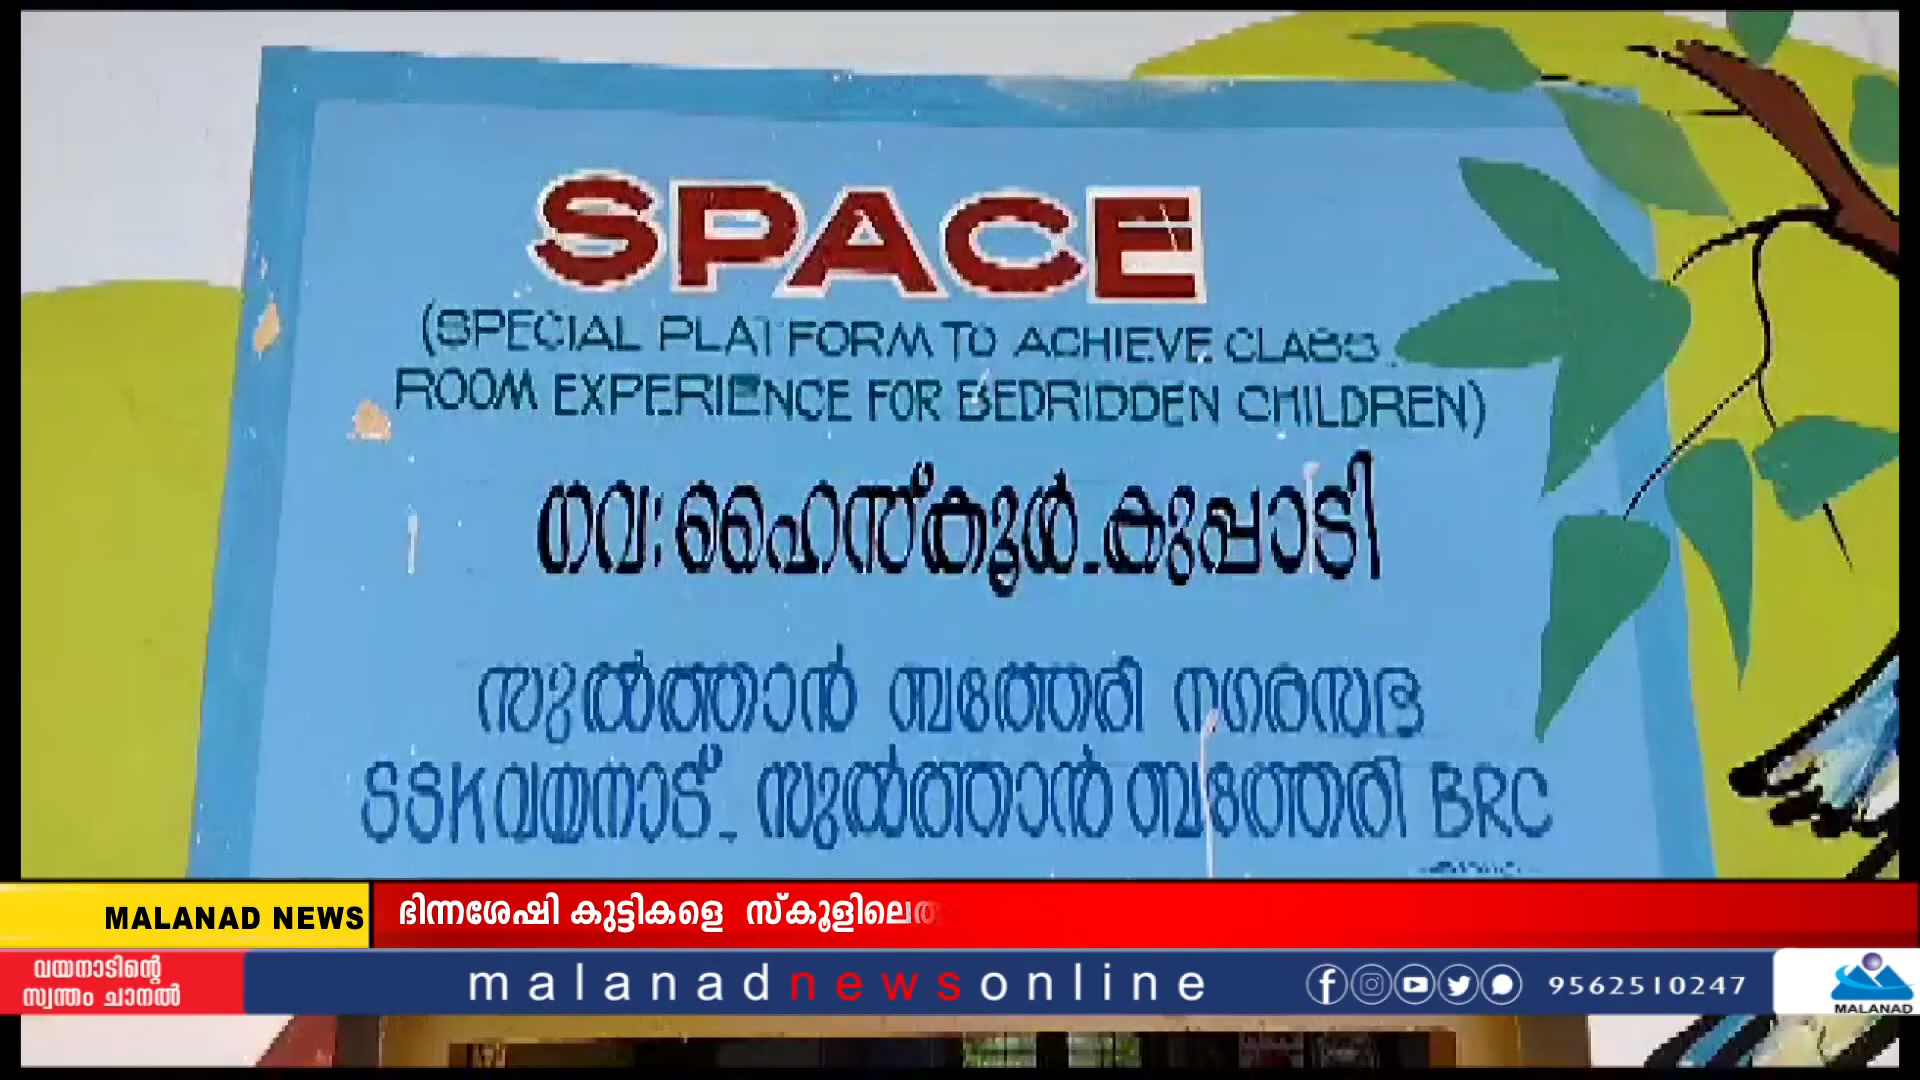 SPACE
(SPECIAL PLATFORM TO ACHIEVE CLASS
ROOM EXPERIENCE FOR BEDRIDDEN CHILDREN)
ഗവ: ഹൈസ്കൂൾ-കുപ്പാടി
സുൽത്താൻ ബത്തേരി നഗരസഭ
SSK വയനാട് - സുൽത്താൻ ബത്തേരി BRC
MALANAD NEWS
ഭിന്നശേഷി കുട്ടികളെ
വയനാടിന്റെ
സ്വന്തം ചാനൽ
malanadnewsonline
9562510247
MALANAD